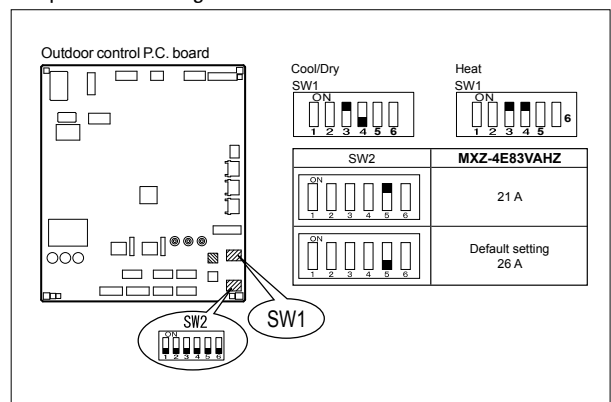 Outdoor control P.C. board
Cool/Dry
SW1
ON
1 2 3 4 5 6
Heat
SW1
ON
1 2 3 4 5 6
SW2
MXZ-4E83VAHZ
ON
1 2 3 4 5 6
21 A
ON
1 2 3 4 5 6
Default setting
26 A
SW1
SW2
ON
1 2 3 4 5 6